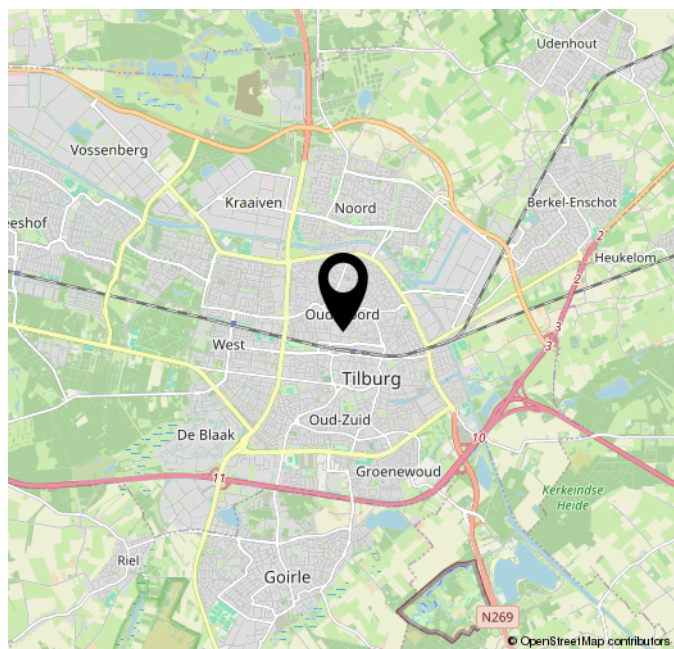 Udenhout
Vossenberg
Kraaiven
Noord
Berkel-Enschot
eeshof
2
Heukelom
2
Oud
oord
3
West
3
Tilburg
Oud-Zuid
De Blaak
10
Groenewoud
11
Kerkeindse
Heide
Riel
Goirle
N269
© OpenStreetMap contributors